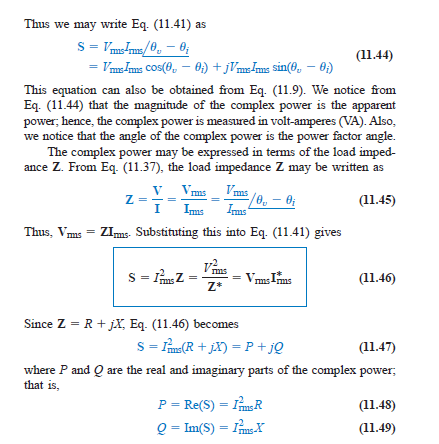 Thus we may write Eq. (11.41) as
S = VrmsIrms/θv − θi
= VrmsIrms cos(θv − θi) + jVrmsIrms sin(θv − θi)
(11.44)
This equation can also be obtained from Eq. (11.9). We notice from
Eq. (11.44) that the magnitude of the complex power is the apparent
power; hence, the complex power is measured in volt-amperes (VA). Also,
we notice that the angle of the complex power is the power factor angle.
The complex power may be expressed in terms of the load imped-
ance Z. From Eq. (11.37), the load impedance Z may be written as
Z = V/I = Vrms/Irms = Vrms/Irms /θv − θi (11.45)
Thus, Vrms = ZIrms. Substituting this into Eq. (11.41) gives
S = I²rmsZ = V²rms/Z* = VrmsI*rms (11.46)
Since Z = R + jX, Eq. (11.46) becomes
S = I²rms(R + jX) = P + jQ (11.47)
where P and Q are the real and imaginary parts of the complex power;
that is,
P = Re(S) = I²rmsR (11.48)
Q = Im(S) = I²rmsX (11.49)